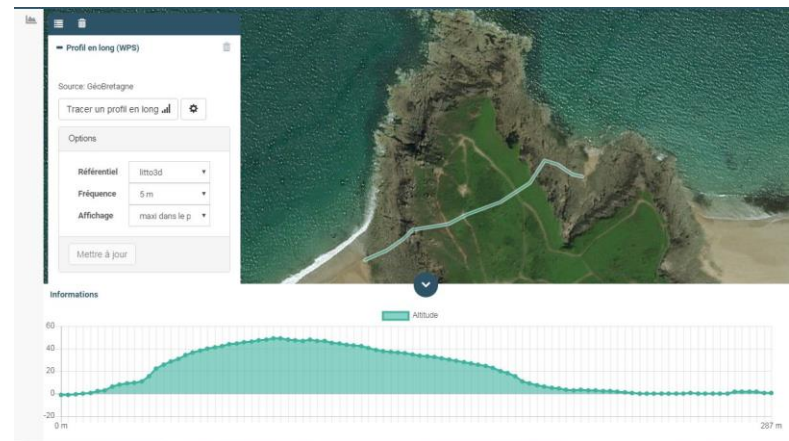 Profil en long (WPS)
Source: GéoBretagne
Tracer un profil en long
Options
Référentiel litto3d
Fréquence 5 m
Affichage maxi dans le p
Mettre à jour
Informations
Altitude
60
40
20
0
-20
0 m 287 m